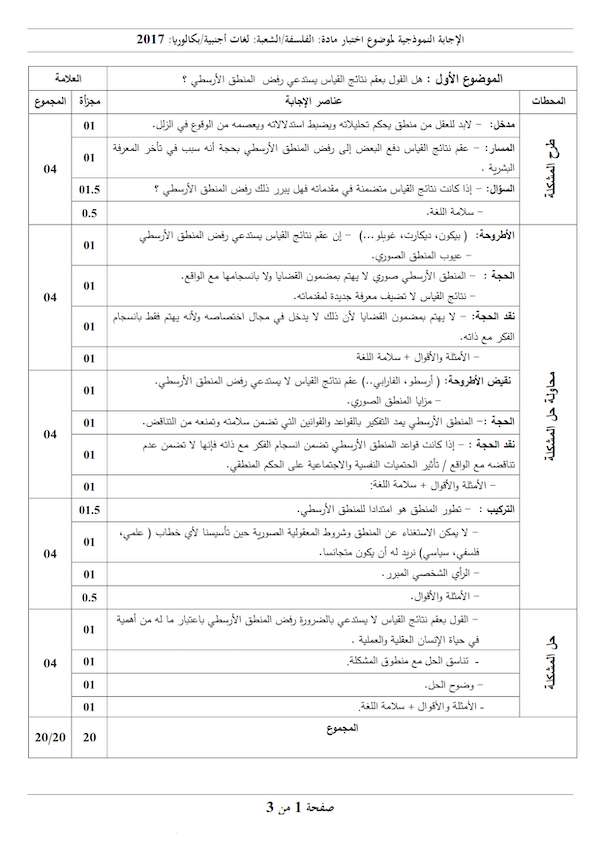 الإجابة النموذجية لموضوع اختبار مادة: الفلسفة/الشعبة: لغات أجنبية/بكالوريا: 2017
الموضوع الأول : هل القول بعقم نتائج القياس يستدعي رفض المنطق الأرسطي ؟
العلامة
المحطات
عناصر الإجابة
مجزأة
المجموع
طرح المشكلة
مدخل: – لابد للعقل من منطق يحكم تحليلاته ويضبط استدلالاته ويعصمه من الوقوع في الزلل.
01
المسار: – عقم نتائج القياس دفع البعض إلى رفض المنطق الأرسطي بحجة أنه سبب في تأخر المعرفة
البشرية .
01
السؤال: – إذا كانت نتائج القياس متضمنة في مقدماته فهل يبرر ذلك رفض المنطق الأرسطي ؟
01.5
– سلامة اللغة.
0.5
04
محاولة حل المشكلة
الأطروحة: ( بيكون، ديكارت، غوبلو...) – إن عقم نتائج القياس يستدعي رفض المنطق الأرسطي
– عيوب المنطق الصوري.
01
الحجة : – المنطق الأرسطي صوري لا يهتم بمضمون القضايا ولا بانسجامها مع الواقع.
– نتائج القياس لا تضيف معرفة جديدة لمقدماته.
01
نقد الحجة: – لا يهتم بمضمون القضايا لأن ذلك لا يدخل في مجال اختصاصه ولأنه يهتم فقط بانسجام
الفكر مع ذاته.
01
– الأمثلة والأقوال + سلامة اللغة
01
04
نقيض الأطروحة: ( أرسطو، الفارابي..) عقم نتائج القياس لا يستدعي رفض المنطق الأرسطي.
– مزايا المنطق الصوري.
01
الحجة :– المنطق الأرسطي يمد التفكير بالقواعد والقوانين التي تضمن سلامته وتمنعه من التناقض.
01
نقد الحجة : – إذا كانت قواعد المنطق الأرسطي تضمن انسجام الفكر مع ذاته فإنها لا تضمن عدم
تناقضه مع الواقع / تأثير الحتميات النفسية والاجتماعية على الحكم المنطقي.
01
– الأمثلة والأقوال + سلامة اللغة:
01
04
التركيب : – تطور المنطق هو امتدادا للمنطق الأرسطي.
01.5
– لا يمكن الاستغناء عن المنطق وشروط المعقولية الصورية حين تأسيسنا لأي خطاب ( علمي،
فلسفي، سياسي) نريد له أن يكون متجانسا.
01
– الرأي الشخصي المبرر.
01
– الأمثلة والأقوال.
0.5
04
حل المشكلة
– القول بعقم نتائج القياس لا يستدعي بالضرورة رفض المنطق الأرسطي باعتبار ما له من أهمية
في حياة الإنسان العقلية والعملية .
01
- تناسق الحل مع منطوق المشكلة.
01
– وضوح الحل.
01
- الأمثلة والأقوال + سلامة اللغة.
01
04
المجموع
20
20/20
صفحة 1 من 3